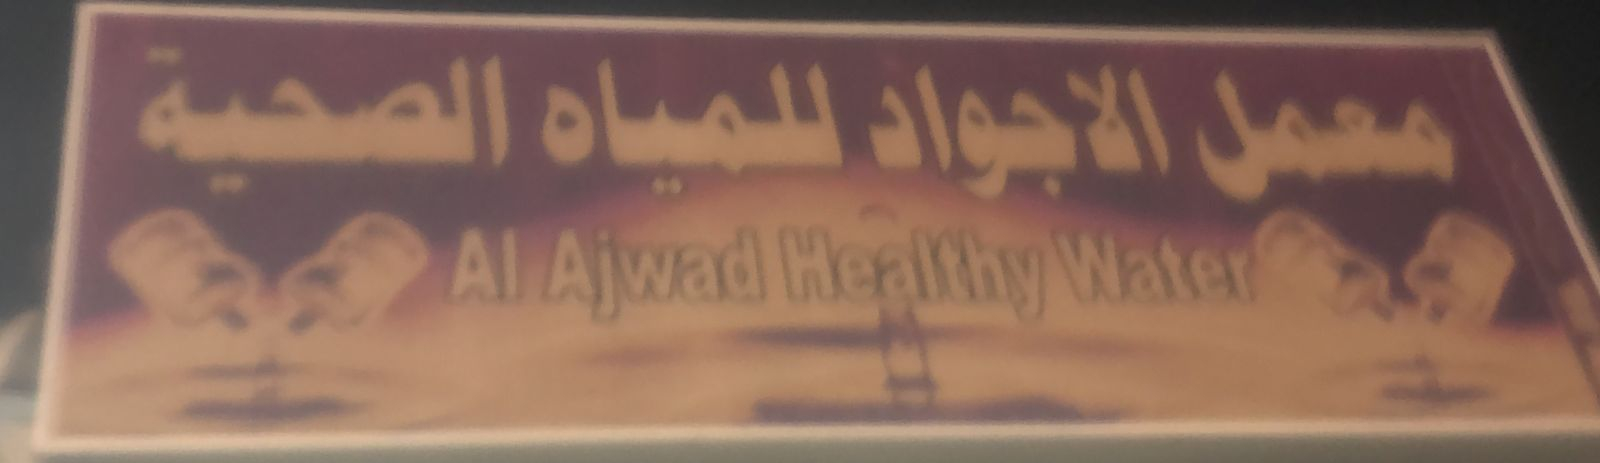 معمل الاجواد للمياه الصحية
Al Ajwad Healthy Water